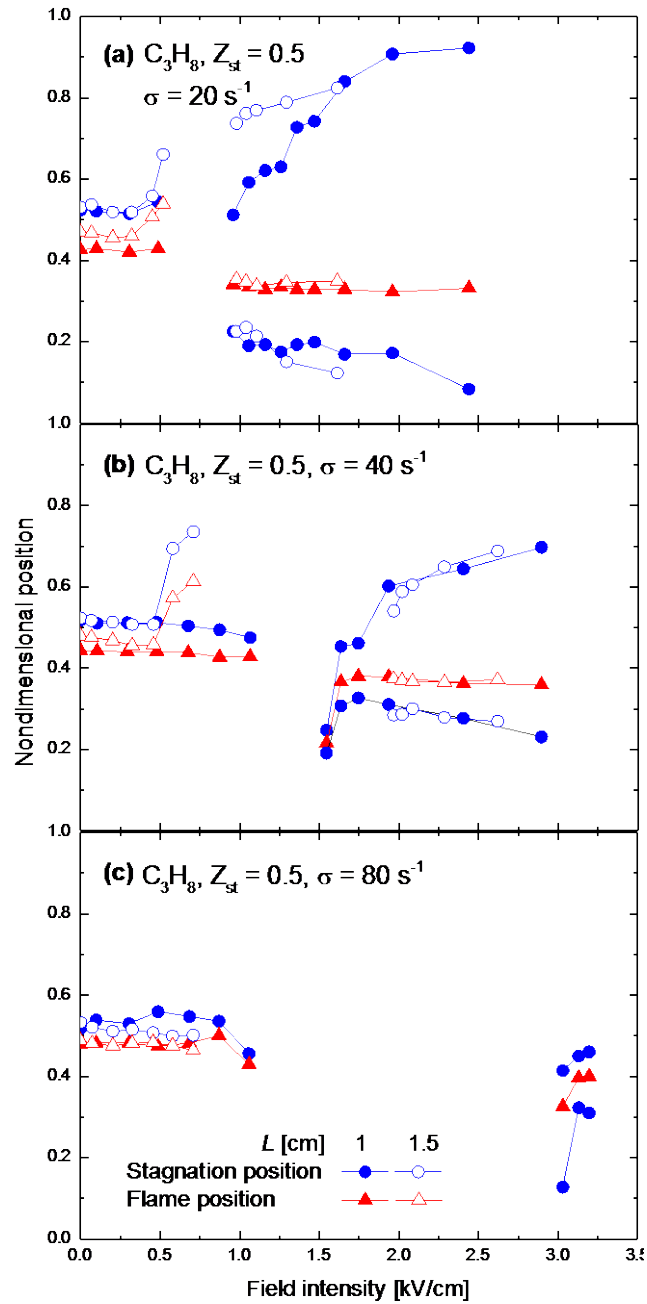 1.0
(a) C3H8, Zst = 0.5
σ = 20 s-1
0.8
0.6
0.4
0.2
1.0
(b) C3H8, Zst = 0.5, σ = 40 s-1
0.8
0.6
0.4
0.2
Nondimensional position
1.0
(c) C3H8, Zst = 0.5, σ = 80 s-1
0.8
0.6
0.4
0.2
0.0
L [cm] 1 1.5
Stagnation position
Flame position
0.0 0.5 1.0 1.5 2.0 2.5 3.0 3.5
Field intensity [kV/cm]